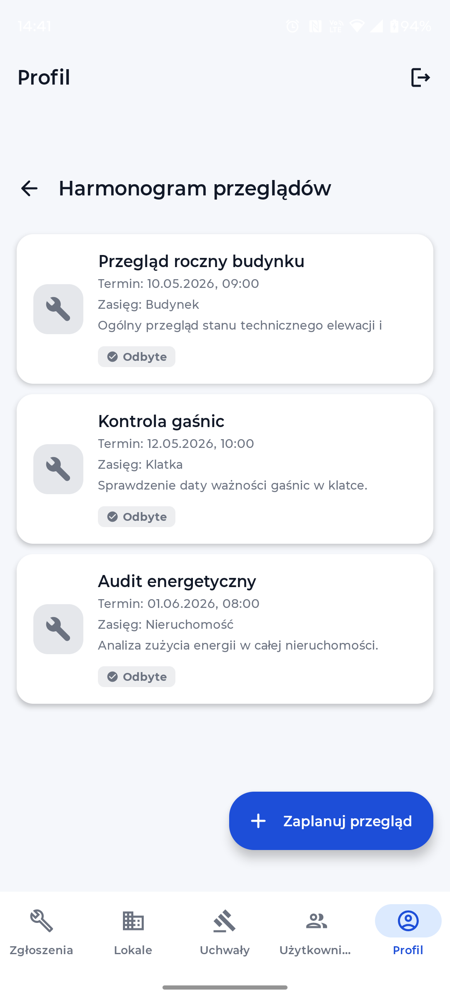 14:41
Vo LTE
94%
Profil
Harmonogram przeglądów
Przegląd roczny budynku
Termin: 10.05.2026, 09:00
Zasięg: Budynek
Ogólny przegląd stanu technicznego elewacji i
Odbyte
Kontrola gaśnic
Termin: 12.05.2026, 10:00
Zasięg: Klatka
Sprawdzenie daty ważności gaśnic w klatce.
Odbyte
Audit energetyczny
Termin: 01.06.2026, 08:00
Zasięg: Nieruchomość
Analiza zużycia energii w całej nieruchomości.
Odbyte
Zaplanuj przegląd
Zgłoszenia
Lokale
Uchwały
Użytkowni...
Profil